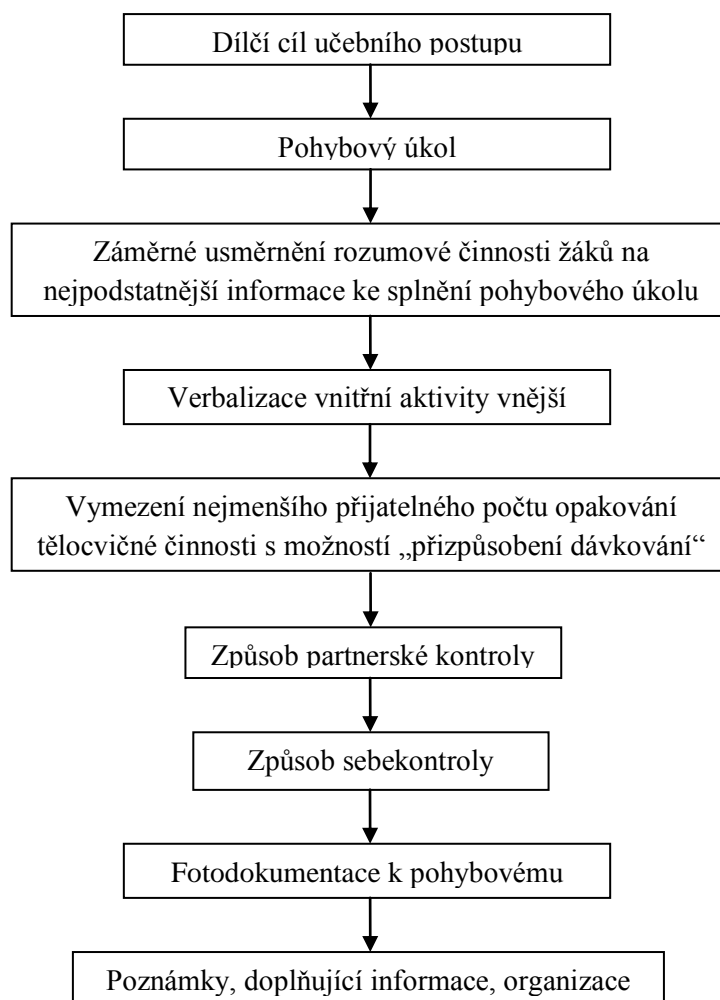 Dílčí cíl učebního postupu
Pohybový úkol
Záměrné usměrnění rozumové činnosti žáků na
nejpodstatnější informace ke splnění pohybového úkolu
Verbalizace vnitřní aktivity vnější
Vymezení nejmenšího přijatelného počtu opakování
tělocvičné činnosti s možností „přizpůsobení dávkování“
Způsob partnerské kontroly
Způsob sebekontroly
Fotodokumentace k pohybovému
Poznámky, doplňující informace, organizace